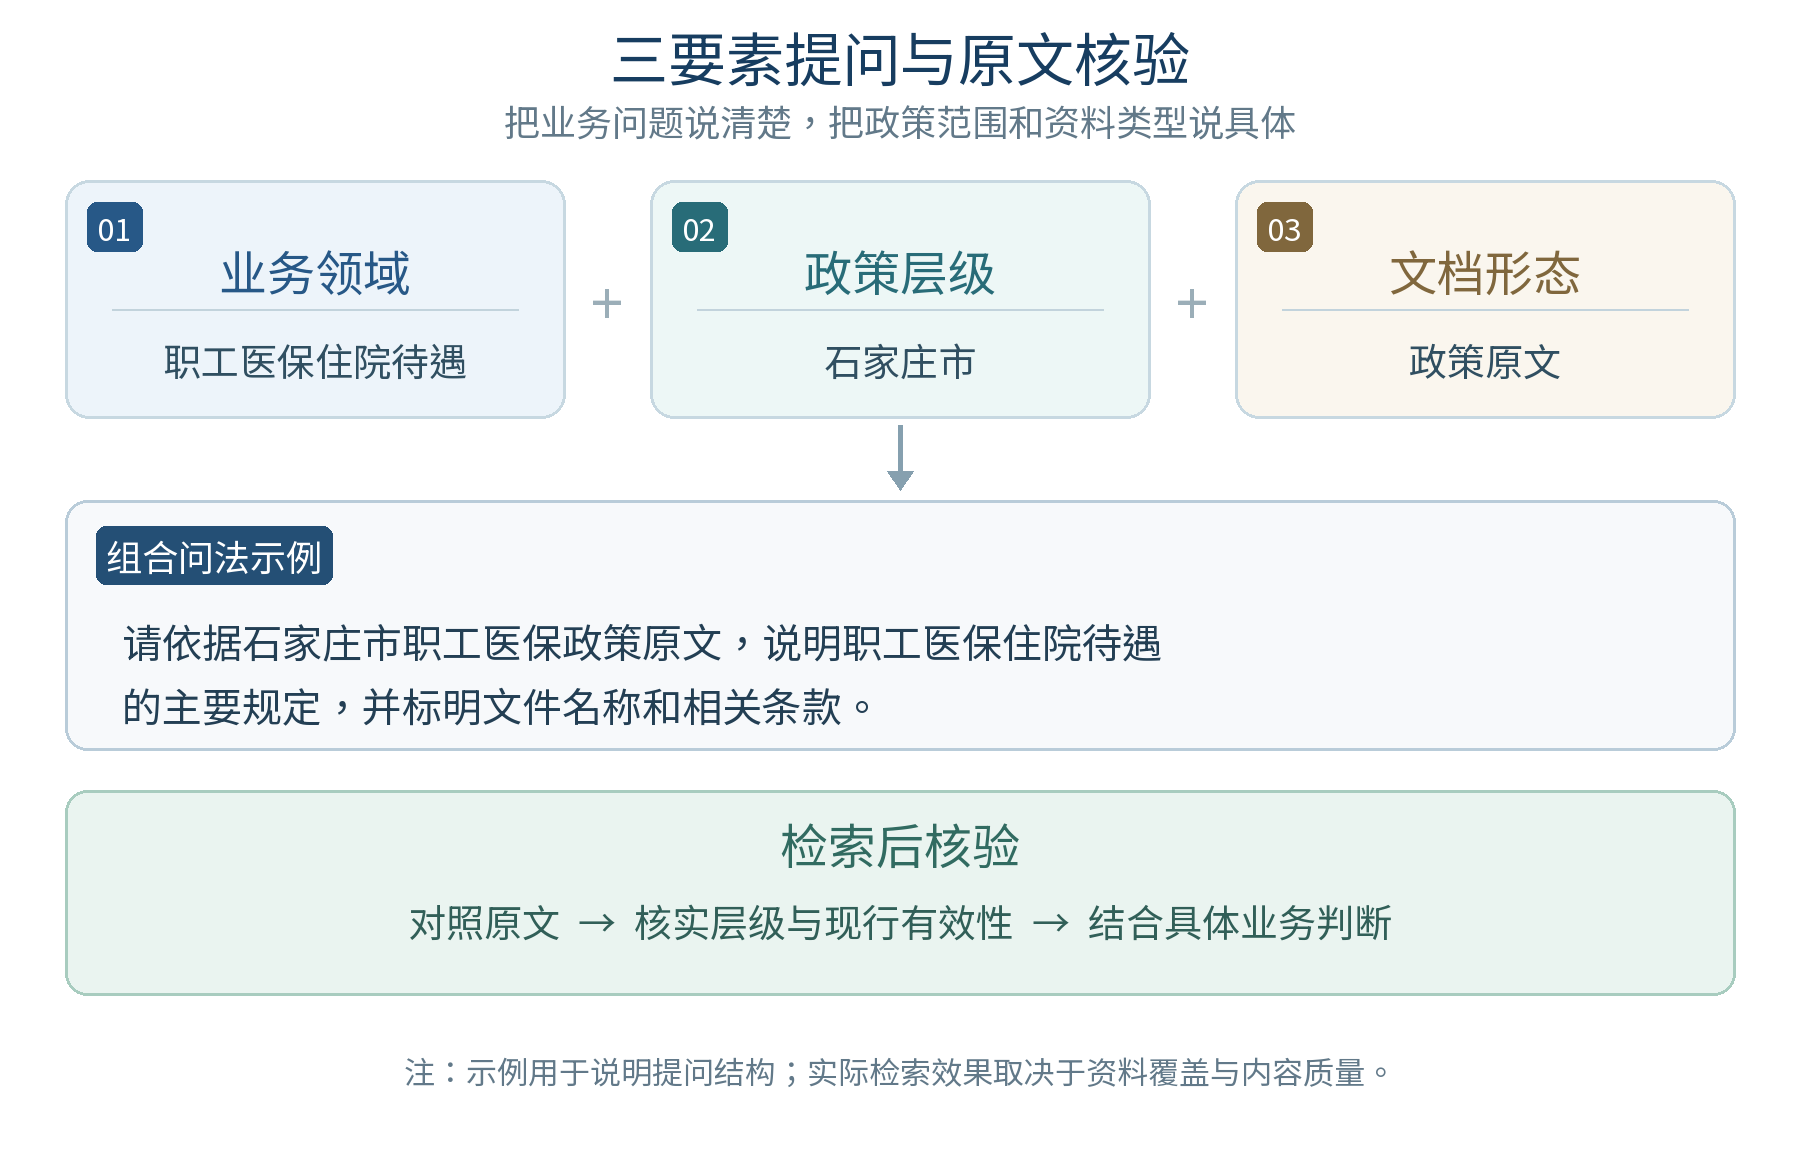 三要素提问与原文核验
把业务问题说清楚，把政策范围和资料类型说具体
01
业务领域
职工医保住院待遇
+
02
政策层级
石家庄市
+
03
文档形态
政策原文
组合问法示例
请依据石家庄市职工医保政策原文，说明职工医保住院待遇
的主要规定，并标明文件名称和相关条款。
检索后核验
对照原文 → 核实层级与现行有效性 → 结合具体业务判断
注：示例用于说明提问结构；实际检索效果取决于资料覆盖与内容质量。